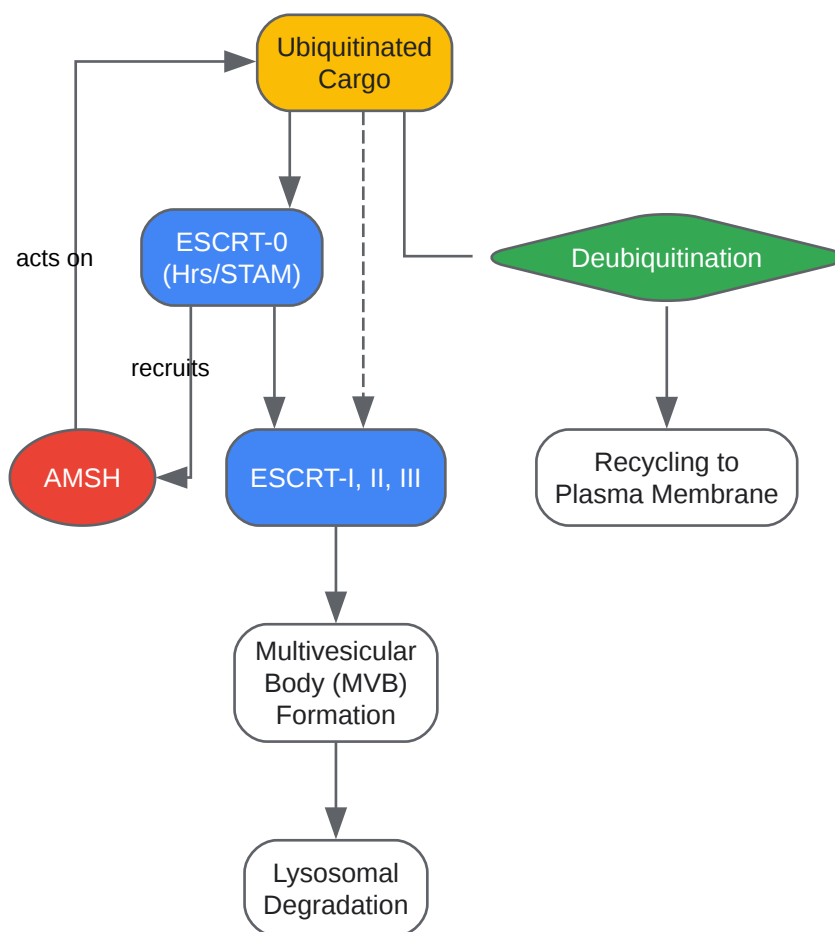 Ubiquitinated
Cargo
acts on
ESCRT-0
(Hrs/STAM)
Deubiquitination
recruits
AMSH
ESCRT-I, II, III
Recycling to
Plasma Membrane
Multivesicular
Body (MVB)
Formation
Lysosomal
Degradation